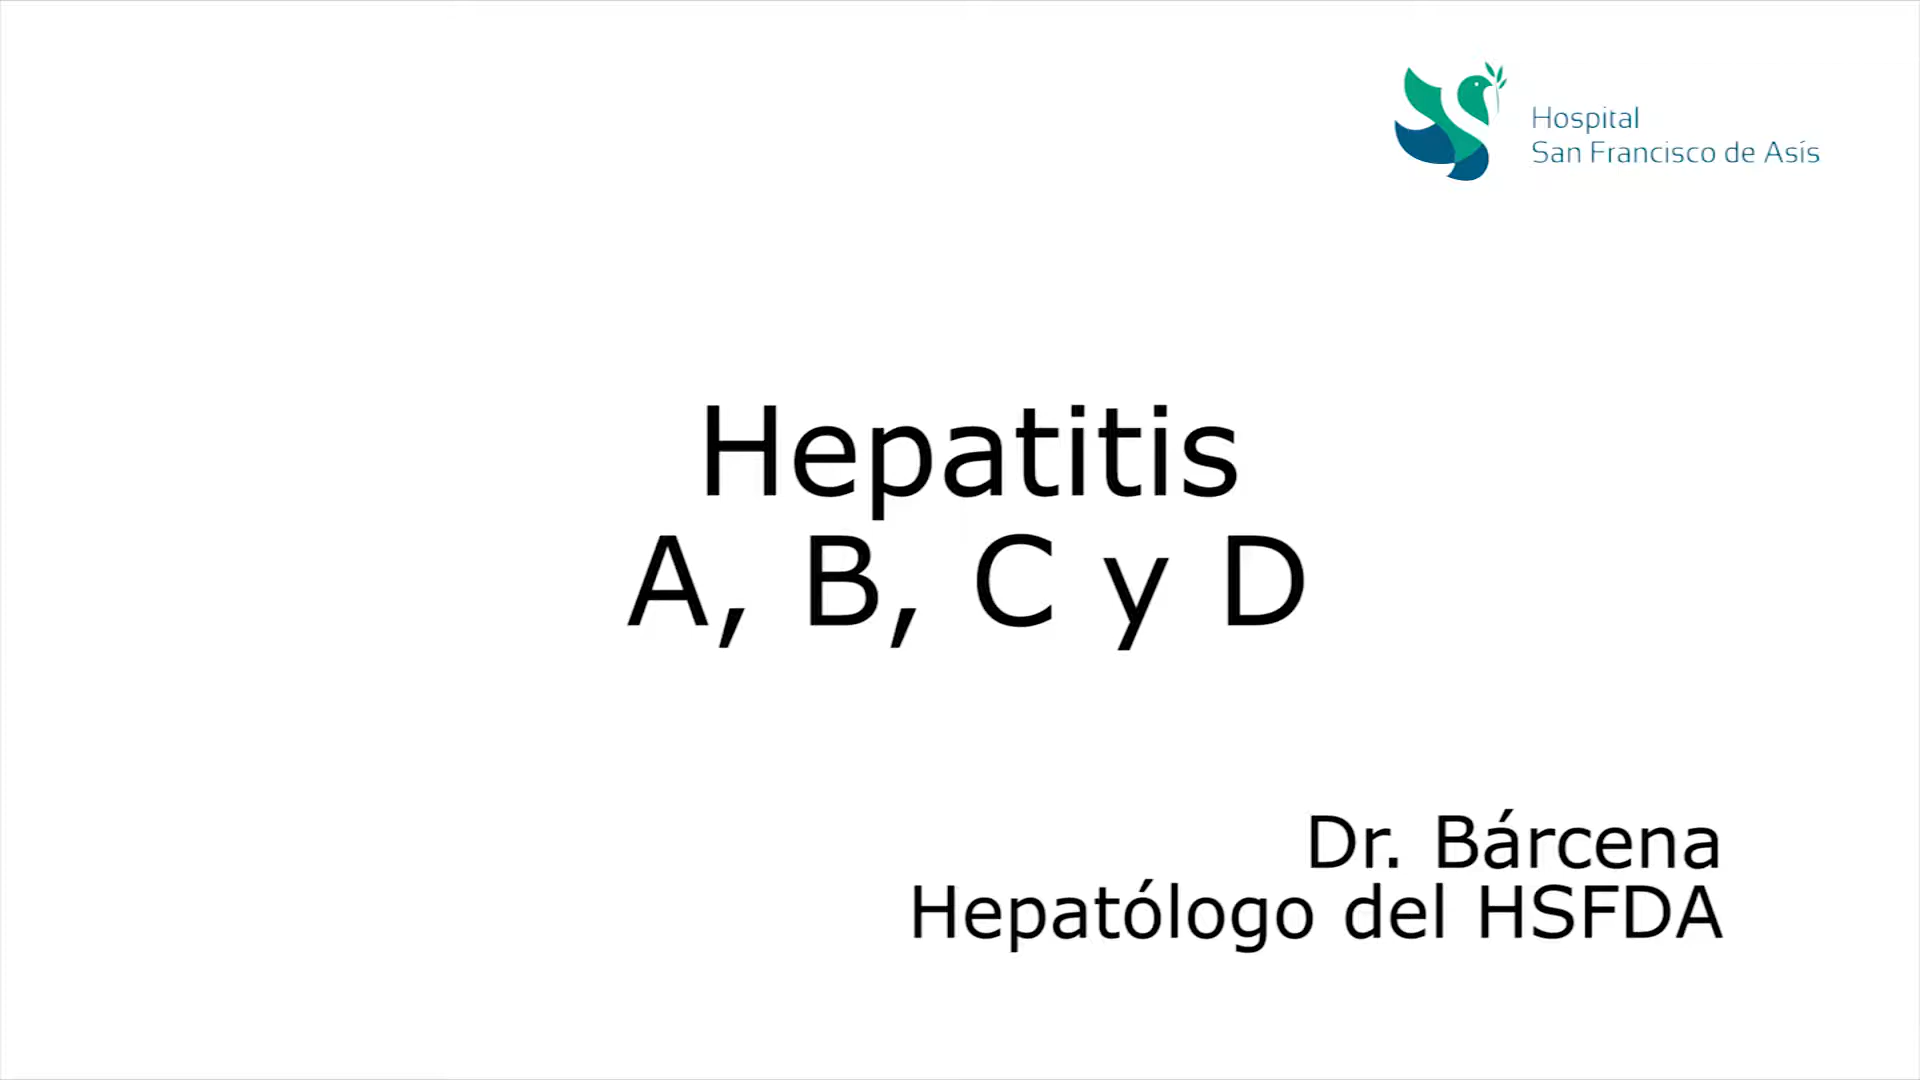 Hospital
San Francisco de Asís
Hepatitis
A, B, C y D
Dr. Bárcena
Hepatólogo del HSFDA